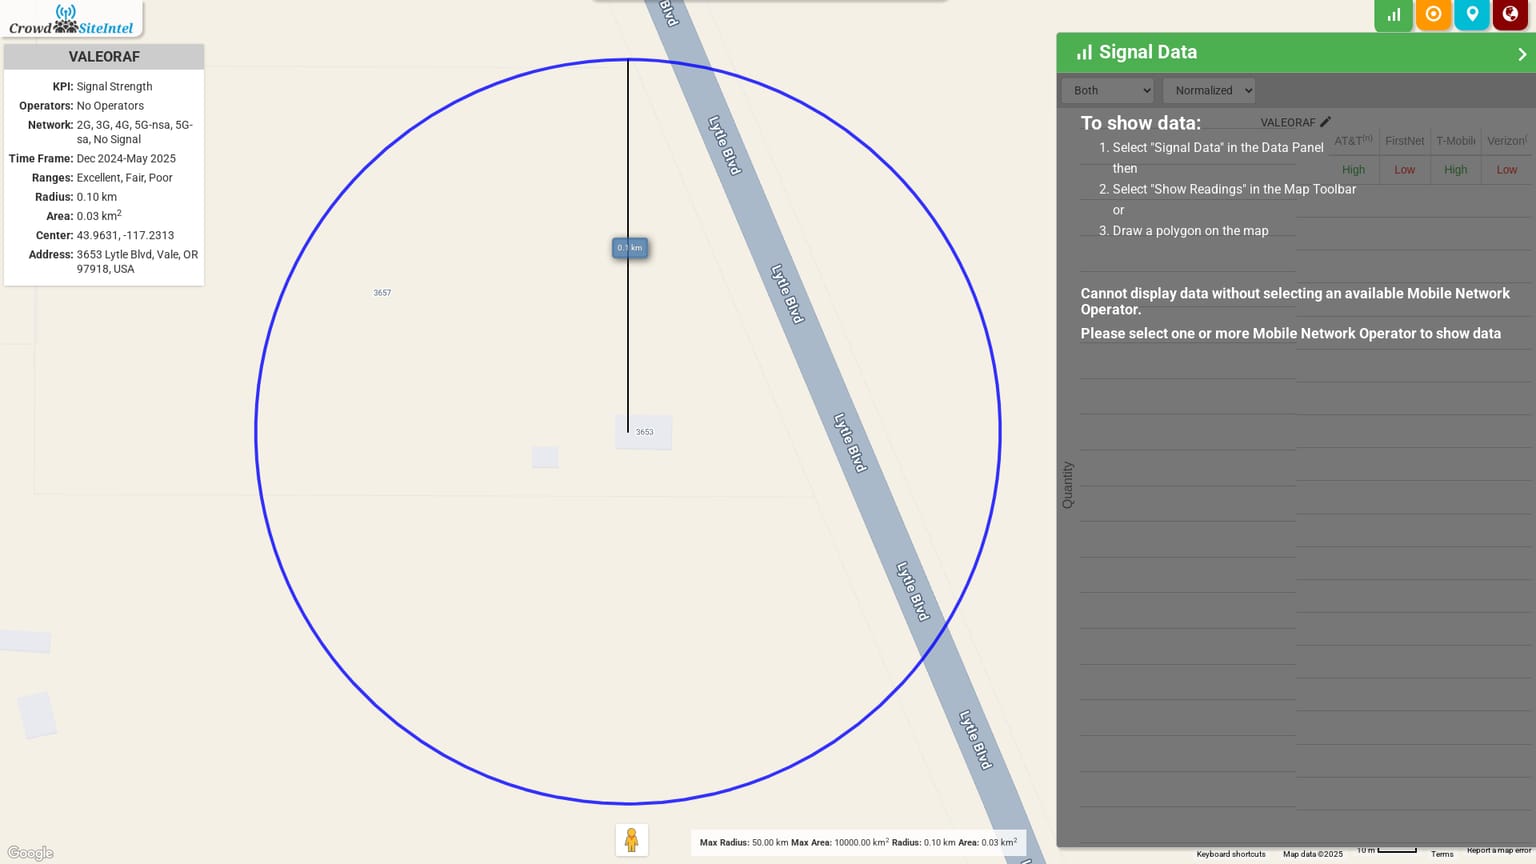 Crowd SiteIntel
VALEORAF
KPI: Signal Strength
Operators: No Operators
Network: 2G, 3G, 4G, 5G-nsa, 5G-
sa, No Signal
Time Frame: Dec 2024-May 2025
Ranges: Excellent, Fair, Poor
Radius: 0.10 km
Area: 0.03 km²
Center: 43.9631, -117.2313
Address: 3653 Lytle Blvd, Vale, OR
97918, USA
Blvd
Lytle Blvd
Lytle Blvd
Lytle Blvd
Lytle Blvd
Lytle Blvd
0.1 km
3657
3653
Signal Data
Both
Normalized
To show data:
VALEORAF
AT&T(n)
FirstNet
T-Mobile
Verizon(
High
Low
High
Low
1. Select "Signal Data" in the Data Panel
then
2. Select "Show Readings" in the Map Toolbar
or
3. Draw a polygon on the map
Cannot display data without selecting an available Mobile Network
Operator.
Please select one or more Mobile Network Operator to show data
Quantity
Max Radius: 50.00 km Max Area: 10000.00 km² Radius: 0.10 km Area: 0.03 km²
Google
Keyboard shortcuts
Map data ©2025
10 m
Terms
Report a map error